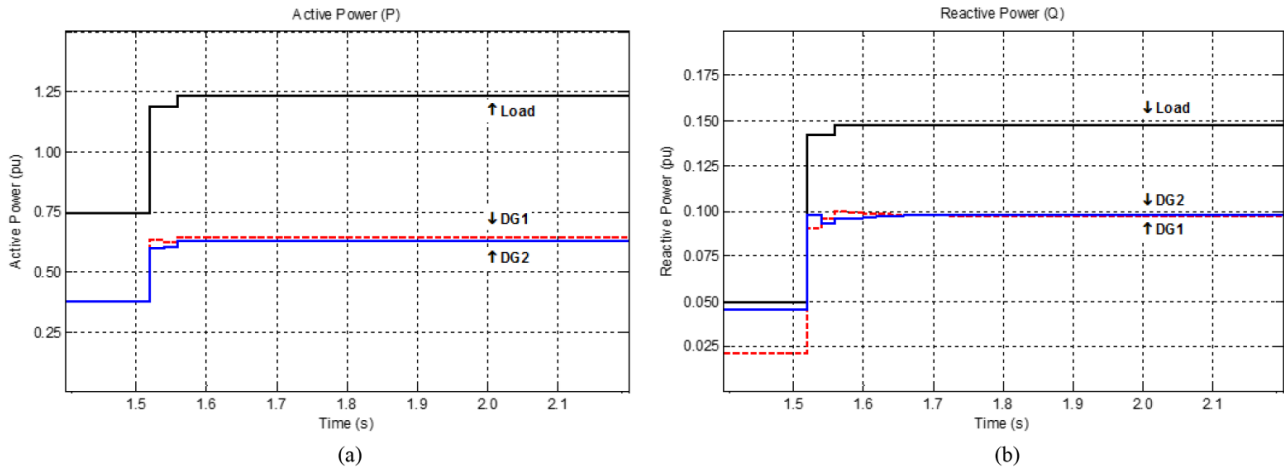 Active Power (P)
Active Power (pu)
1.25
1.00
0.75
0.50
0.25
↑ Load
↓ DG1
↑ DG2
1.5 1.6 1.7 1.8 1.9 2.0 2.1
Time (s)
(a)
Reactive Power (Q)
Reactive Power (pu)
0.175
0.150
0.125
0.100
0.075
0.050
0.025
↓ Load
↓ DG2
↑ DG1
1.5 1.6 1.7 1.8 1.9 2.0 2.1
Time (s)
(b)